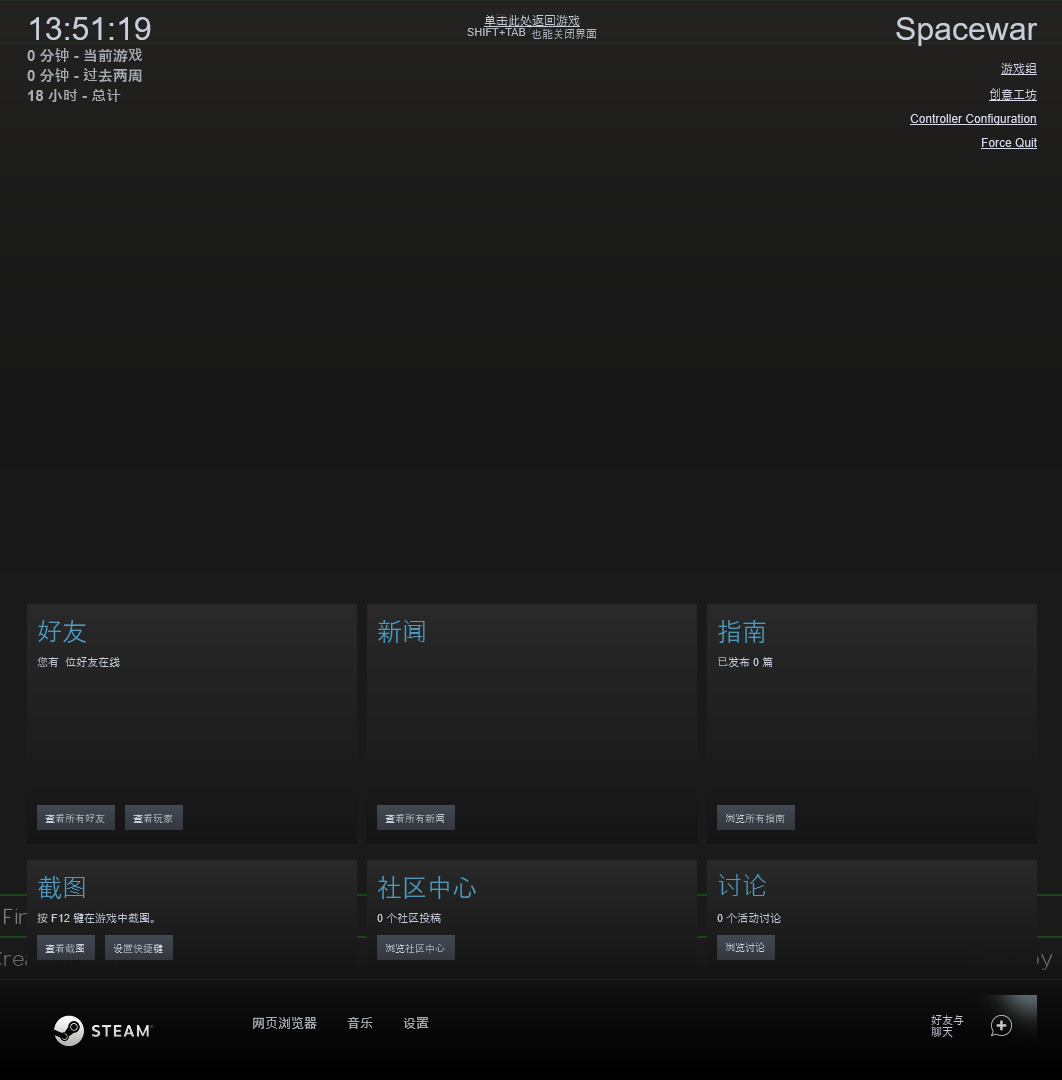 13:51:19
0 分钟 - 当前游戏
0 分钟 - 过去两周
18 小时 - 总计
单击此处返回游戏
SHIFT+TAB 也能关闭界面
Spacewar
游戏组
创意工坊
Controller Configuration
Force Quit
好友
您有 位好友在线
查看所有好友 查看玩家
新闻
查看所有新闻
指南
已发布 0 篇
浏览所有指南
截图
按 F12 键在游戏中截图。
查看截图 设置快捷键
社区中心
0 个社区投稿
浏览社区中心
讨论
0 个活动讨论
浏览讨论
STEAM
网页浏览器 音乐 设置
好友与
聊天